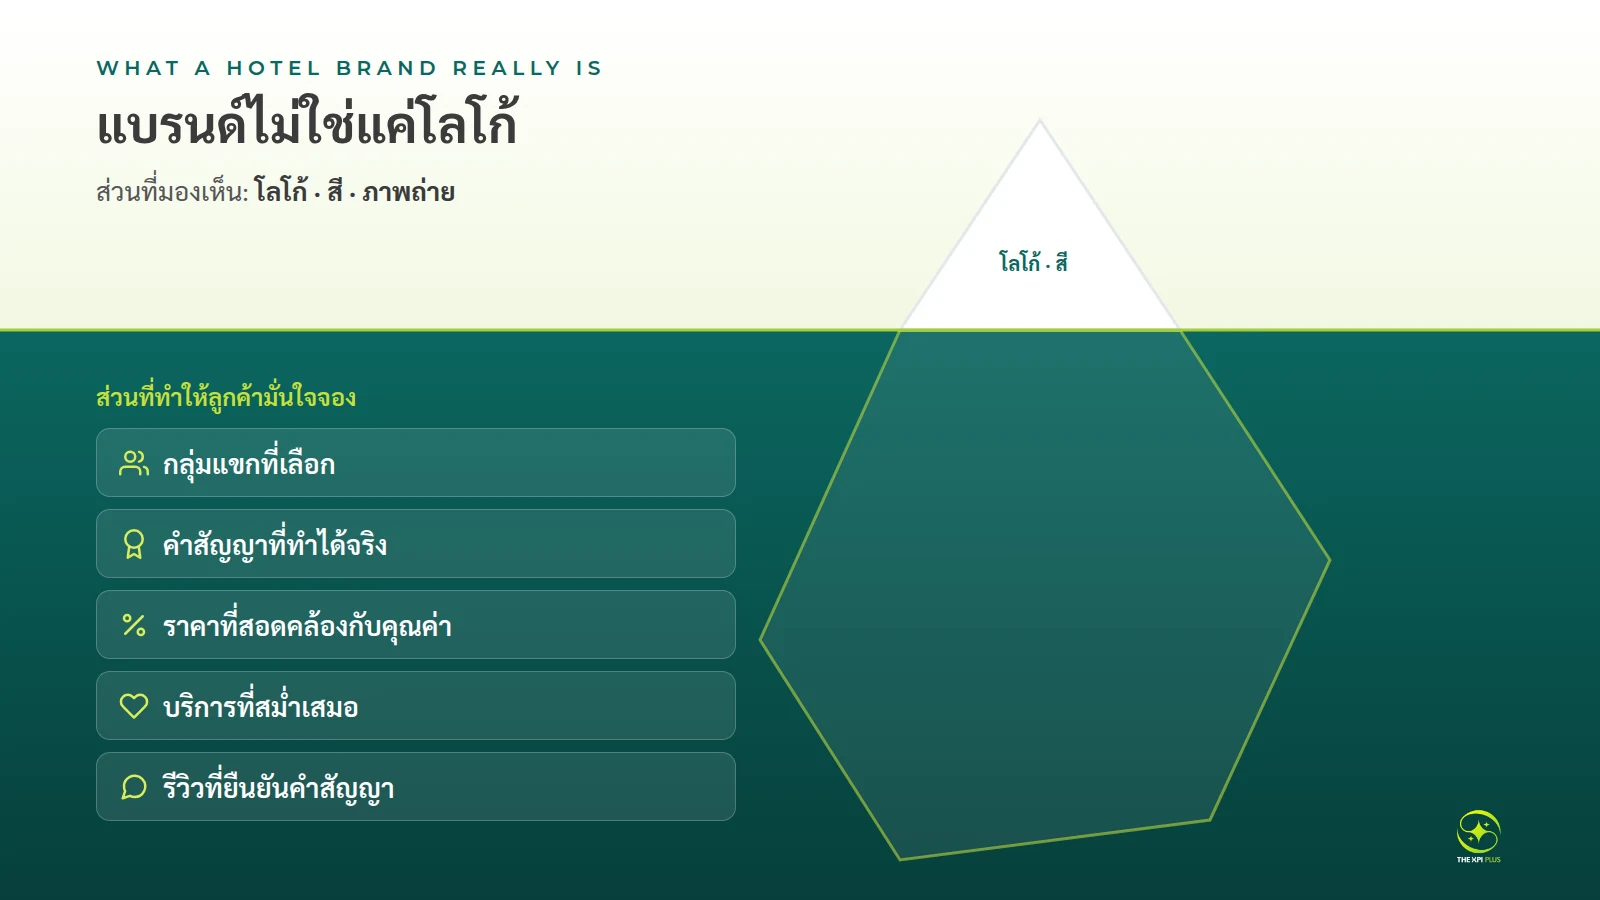 WHAT A HOTEL BRAND REALLY IS
แบรนด์ไม่ใช่แค่โลโก้
ส่วนที่มองเห็น: โลโก้ · สี · ภาพถ่าย
โลโก้ · สี
ส่วนที่ทำให้ลูกค้ามั่นใจจอง
กลุ่มแขกที่เลือก
คำสัญญาที่ทำได้จริง
ราคาที่สอดคล้องกับคุณค่า
บริการที่สม่ำเสมอ
รีวิวที่ยืนยันคำสัญญา
THE XPI PLUS